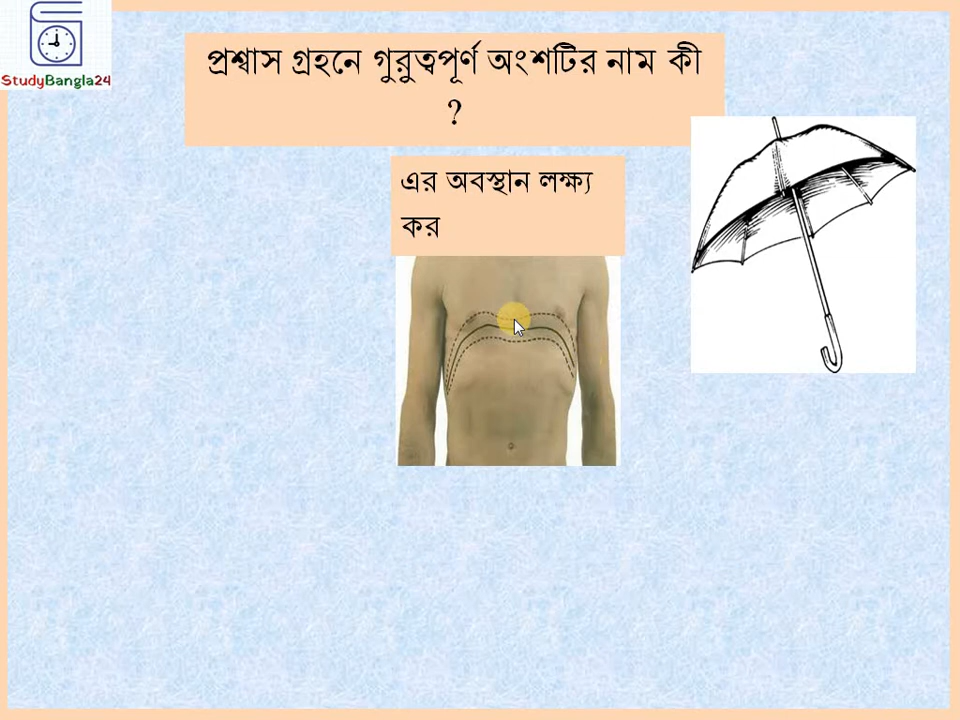 StudyBangla24
প্রশ্বাস গ্রহনে গুরুত্বপূর্ণ অংশটির নাম কী
?
এর অবস্থান লক্ষ্য
কর